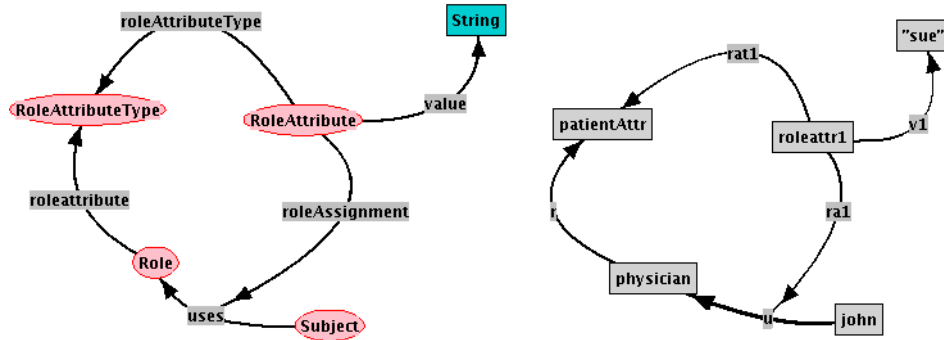 roleAttributeType
String
RoleAttributeType
RoleAttribute
value
roleattribute
roleAssignment
Role
uses
Subject
"sue"
rat1
patientAttr
roleattr1
v1
r
ra1
physician
u
john